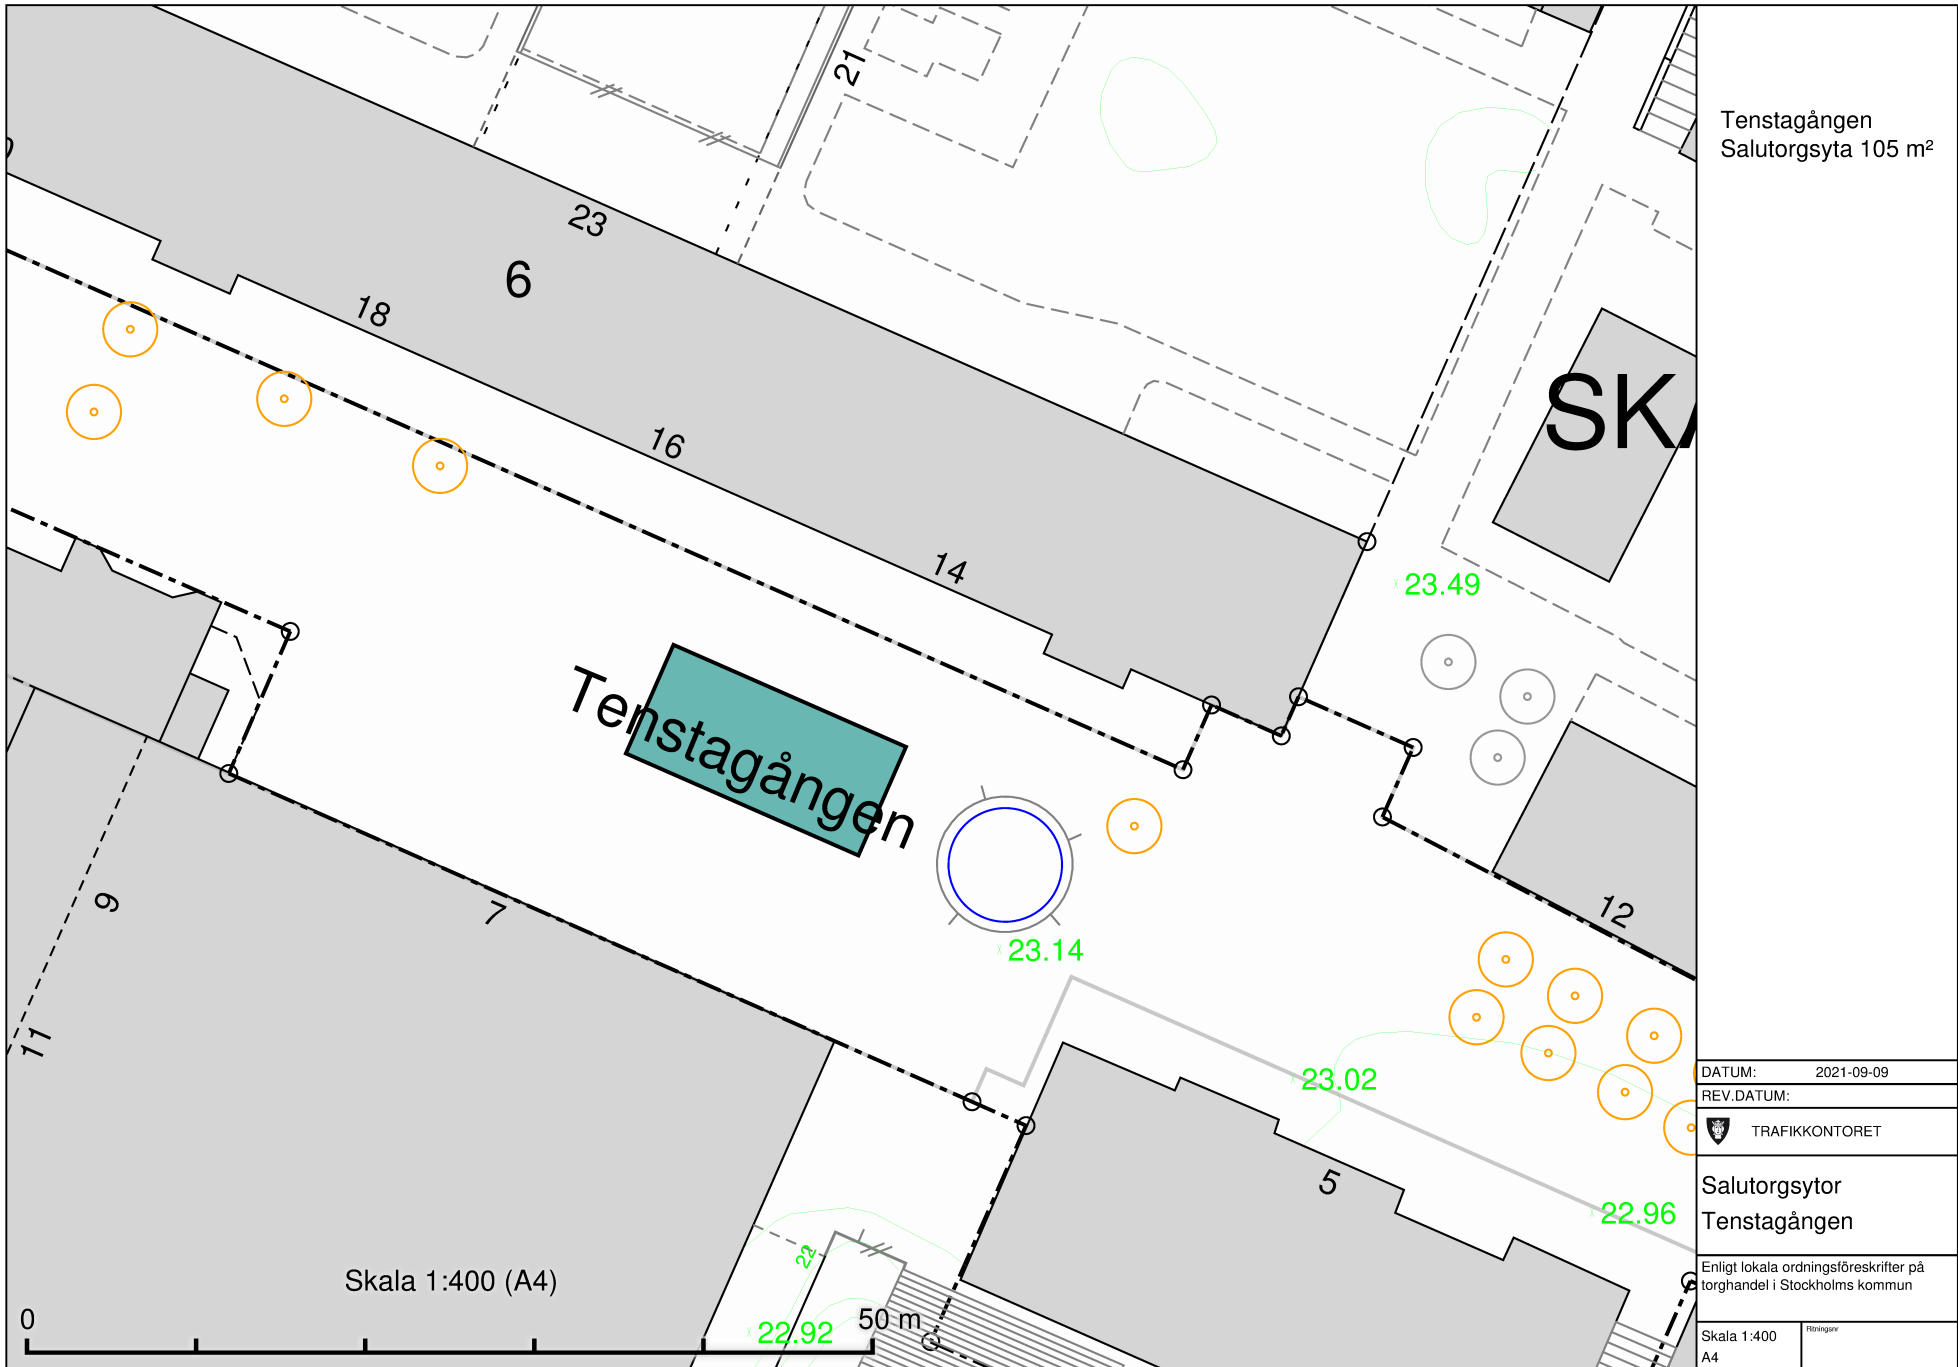 21
23
6
18
16
14
SKA
23.49
Tenstagången
12
9
7
23.14
11
23.02
5
22.96
22
Skala 1:400 (A4)
0
50 m
22.92
Tenstagången
Salutorgsyta 105 m²
DATUM: 2021-09-09
REV.DATUM:
TRAFIKKONTORET
Salutorgsytor
Tenstagången
Enligt lokala ordningsföreskrifter på
torghandel i Stockholms kommun
Skala 1:400
A4
Ritningsnr